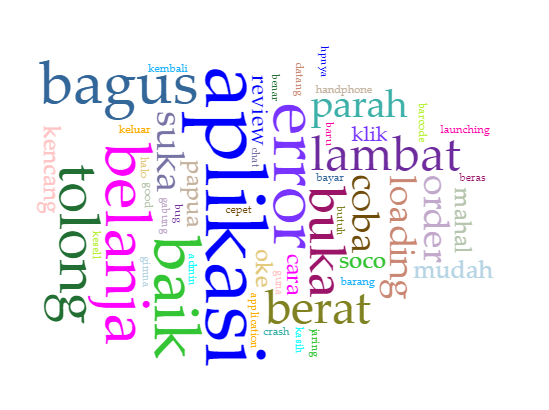 hpuya
kembali
datang
bagus
aplikasi
review
benar
handphone
error
parah
barcode
suka
keluar
baru
klik
launching
kencang
belanja
lambat
chat
halo
good
papua
tolong
bayar
beras
buka
coba
loading
order
mahal
gabung
bug
cepet
butuh
kesell
baik
admin
oke
cara
soco
mudah
guna
barang
application
berat
crash
kasih
jaring